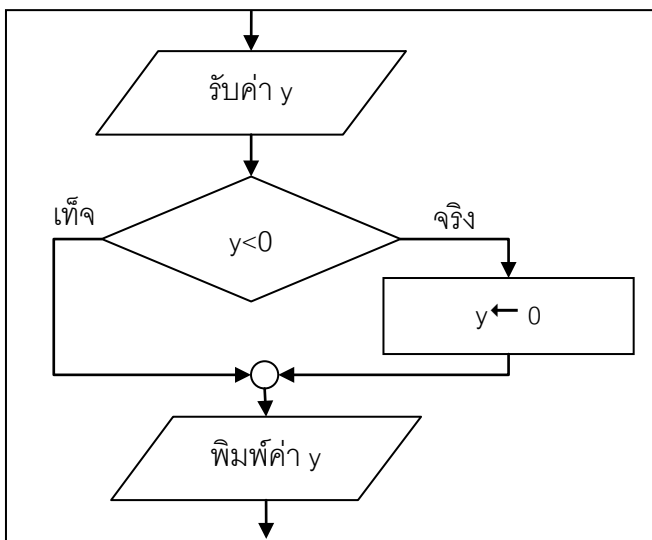 รับค่า y
เท็จ
y<0
จริง
y← 0
พิมพ์ค่า y